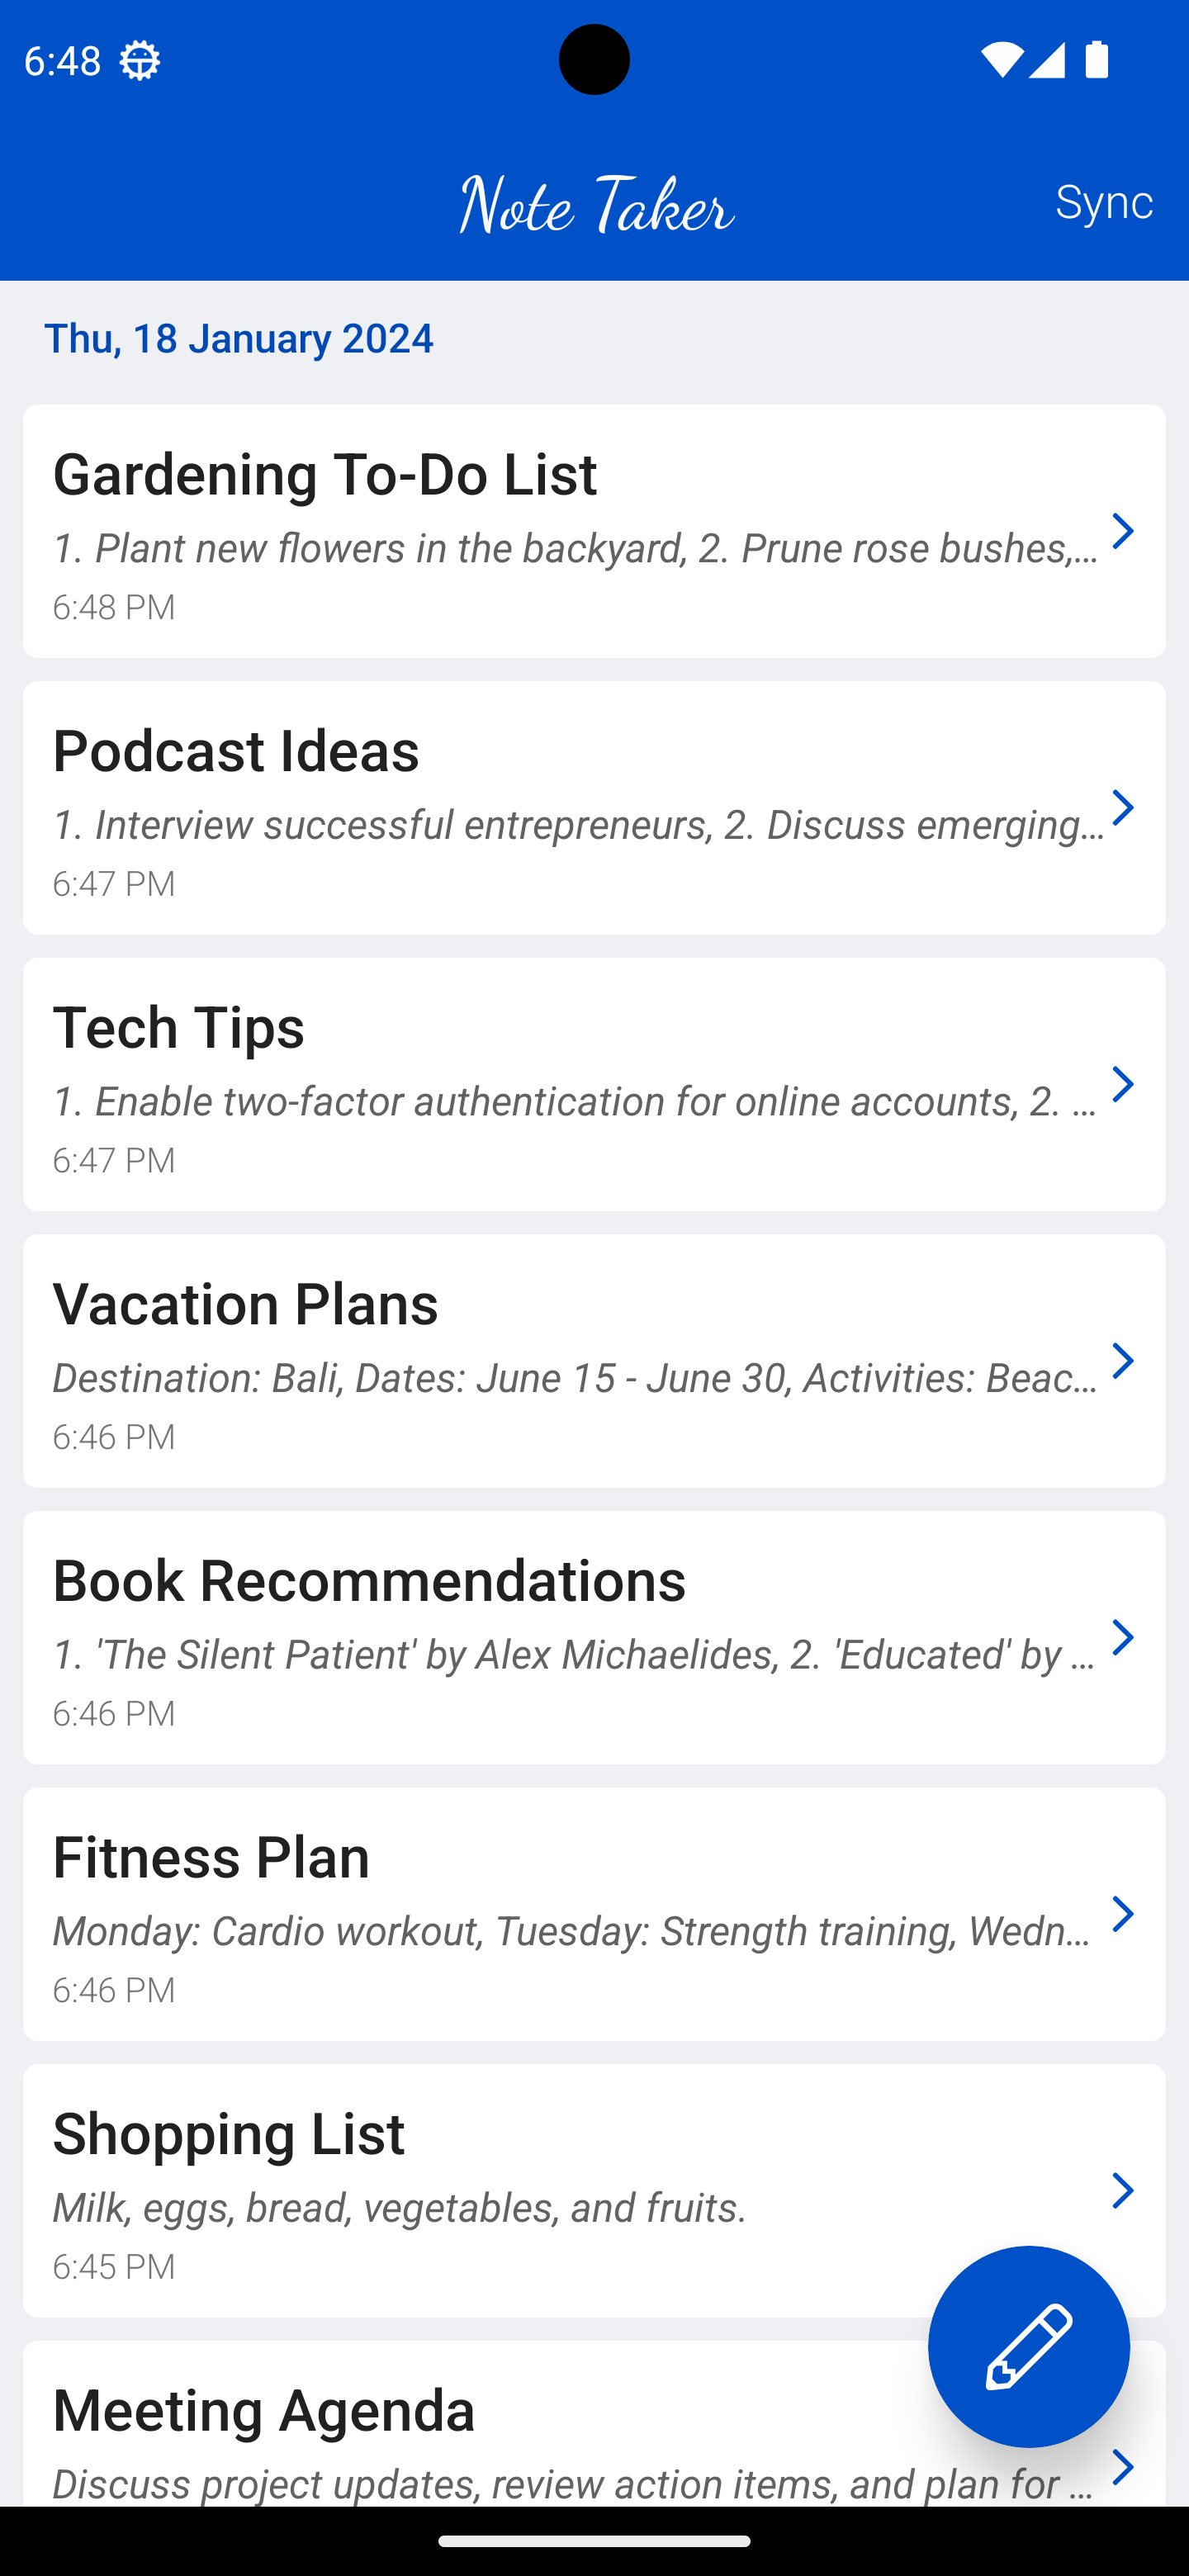 6:48
Note Taker
Sync
Thu, 18 January 2024
Gardening To-Do List
1. Plant new flowers in the backyard, 2. Prune rose bushes,...
6:48 PM
Podcast Ideas
1. Interview successful entrepreneurs, 2. Discuss emerging...
6:47 PM
Tech Tips
1. Enable two-factor authentication for online accounts, 2. ...
6:47 PM
Vacation Plans
Destination: Bali, Dates: June 15 - June 30, Activities: Beac...
6:46 PM
Book Recommendations
1. 'The Silent Patient' by Alex Michaelides, 2. 'Educated' by ...
6:46 PM
Fitness Plan
Monday: Cardio workout, Tuesday: Strength training, Wedn...
6:46 PM
Shopping List
Milk, eggs, bread, vegetables, and fruits.
6:45 PM
Meeting Agenda
Discuss project updates, review action items, and plan for ...